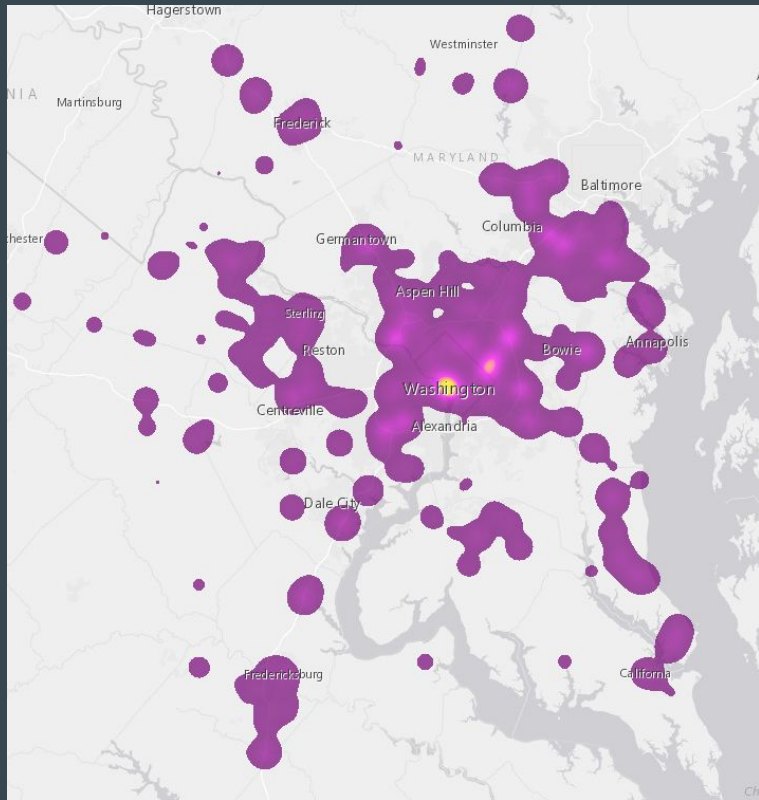 Hagerstown
Westminster
NIA
Martinsburg
Frederick
MARYLAND
Baltimore
Columbia
chester
Germantown
Aspen Hill
Sterling
Reston
Bowie
Annapolis
Washington
Centreville
Alexandria
Dale City
Fredericksburg
California
Ch